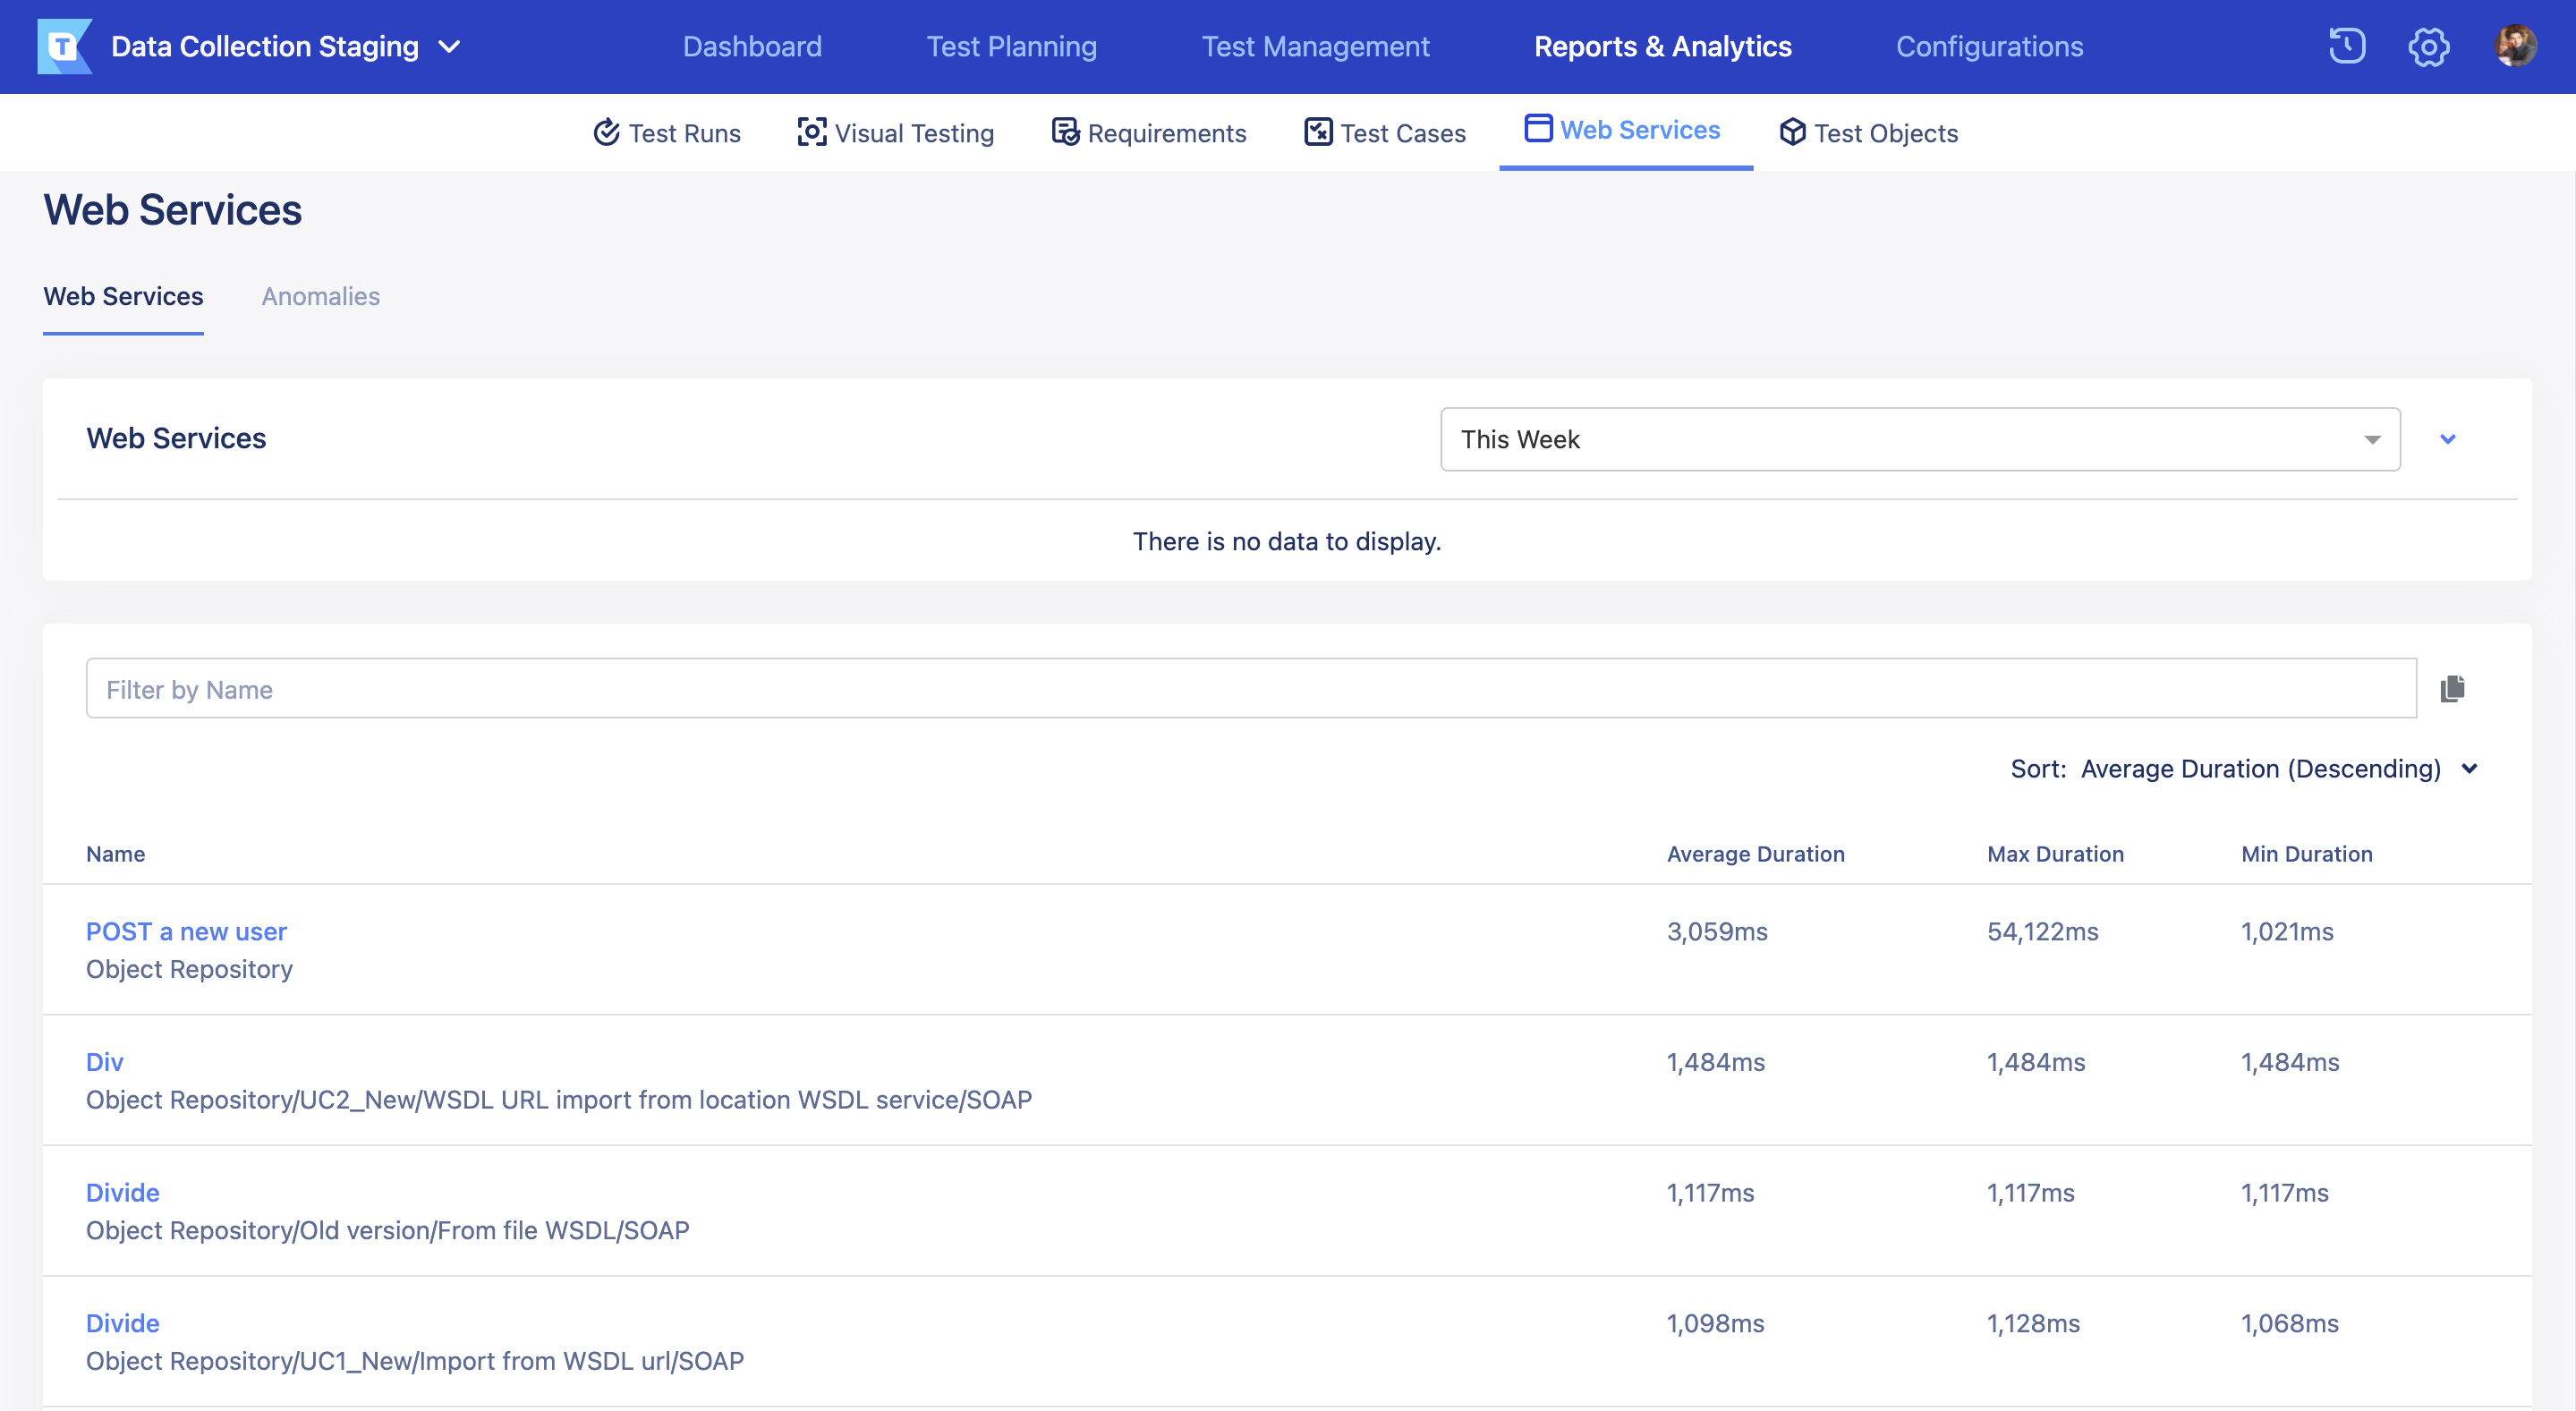 T Data Collection Staging Dashboard Test Planning Test Management Reports & Analytics Configurations
Test Runs Visual Testing Requirements Test Cases Web Services Test Objects
Web Services
Web Services Anomalies
Web Services This Week
There is no data to display.
Filter by Name
Sort: Average Duration (Descending)
Name Average Duration Max Duration Min Duration
POST a new user 3,059ms 54,122ms 1,021ms
Object Repository
Div 1,484ms 1,484ms 1,484ms
Object Repository/UC2_New/WSDL URL import from location WSDL service/SOAP
Divide 1,117ms 1,117ms 1,117ms
Object Repository/Old version/From file WSDL/SOAP
Divide 1,098ms 1,128ms 1,068ms
Object Repository/UC1_New/Import from WSDL url/SOAP